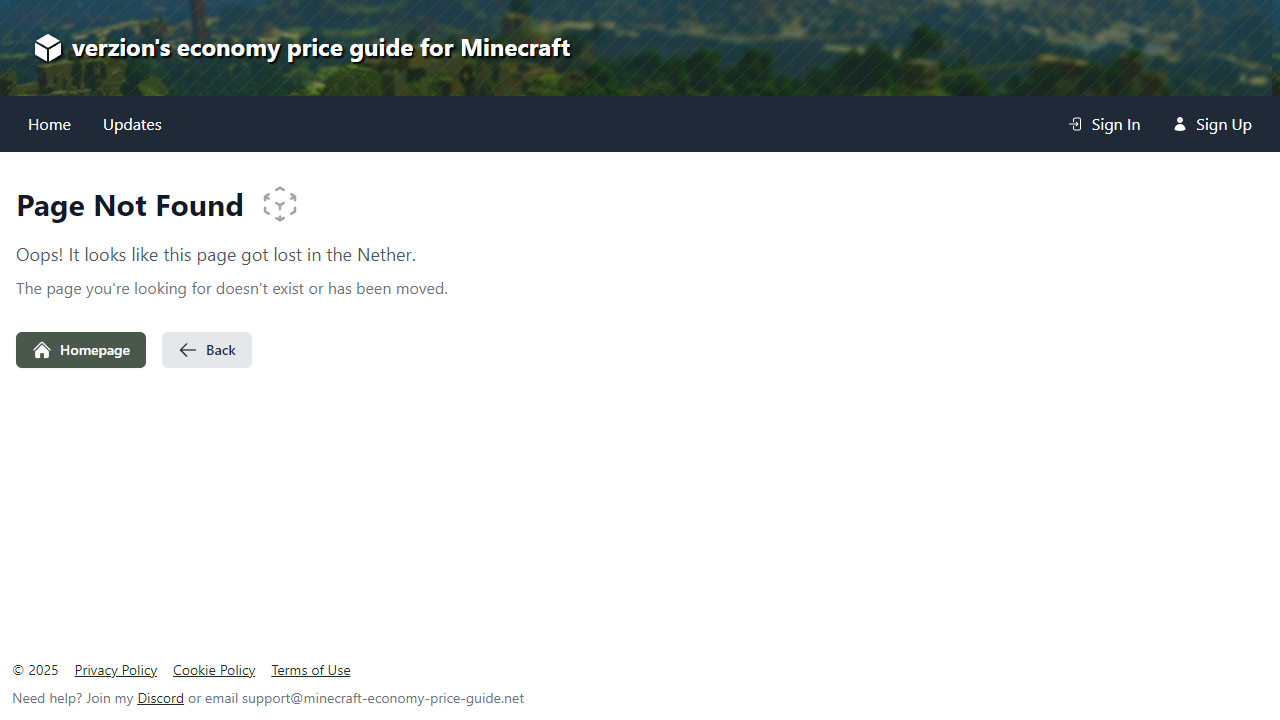 verzion's economy price guide for Minecraft
Home Updates Sign In Sign Up
Page Not Found
Oops! It looks like this page got lost in the Nether.
The page you're looking for doesn't exist or has been moved.
Homepage Back
© 2025 Privacy Policy Cookie Policy Terms of Use
Need help? Join my Discord or email support@minecraft-economy-price-guide.net